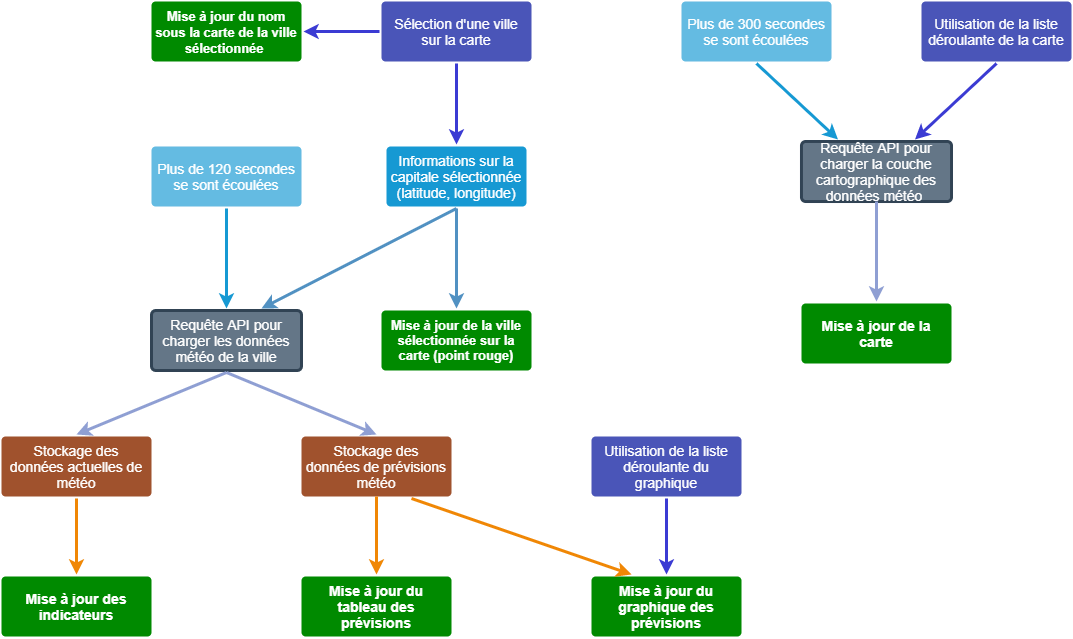 Mise à jour du nom
sous la carte de la ville
sélectionnée
Sélection d'une ville
sur la carte
Plus de 300 secondes
se sont écoulées
Utilisation de la liste
déroulante de la carte
Plus de 120 secondes
se sont écoulées
Informations sur la
capitale sélectionnée
(latitude, longitude)
Requête API pour
charger la couche
cartographique des
données météo
Requête API pour
charger les données
météo de la ville
Mise à jour de la ville
sélectionnée sur la
carte (point rouge)
Mise à jour de la
carte
Stockage des
données actuelles de
météo
Stockage des
données de prévisions
météo
Utilisation de la liste
déroulante du
graphique
Mise à jour des
indicateurs
Mise à jour du
tableau des
prévisions
Mise à jour du
graphique des
prévisions